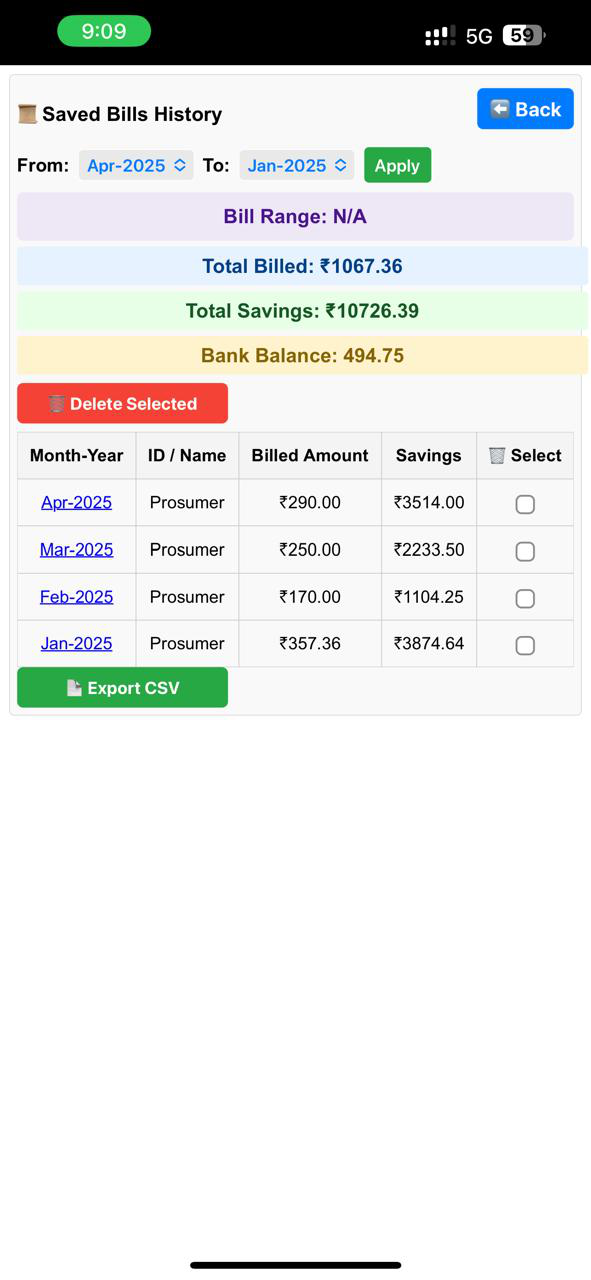 9:09 5G 59
Saved Bills History
Back
From: Apr-2025 To: Jan-2025 Apply
Bill Range: N/A
Total Billed: ₹1067.36
Total Savings: ₹10726.39
Bank Balance: 494.75
Delete Selected
Month-Year ID / Name Billed Amount Savings Select
Apr-2025 Prosumer ₹290.00 ₹3514.00
Mar-2025 Prosumer ₹250.00 ₹2233.50
Feb-2025 Prosumer ₹170.00 ₹1104.25
Jan-2025 Prosumer ₹357.36 ₹3874.64
Export CSV